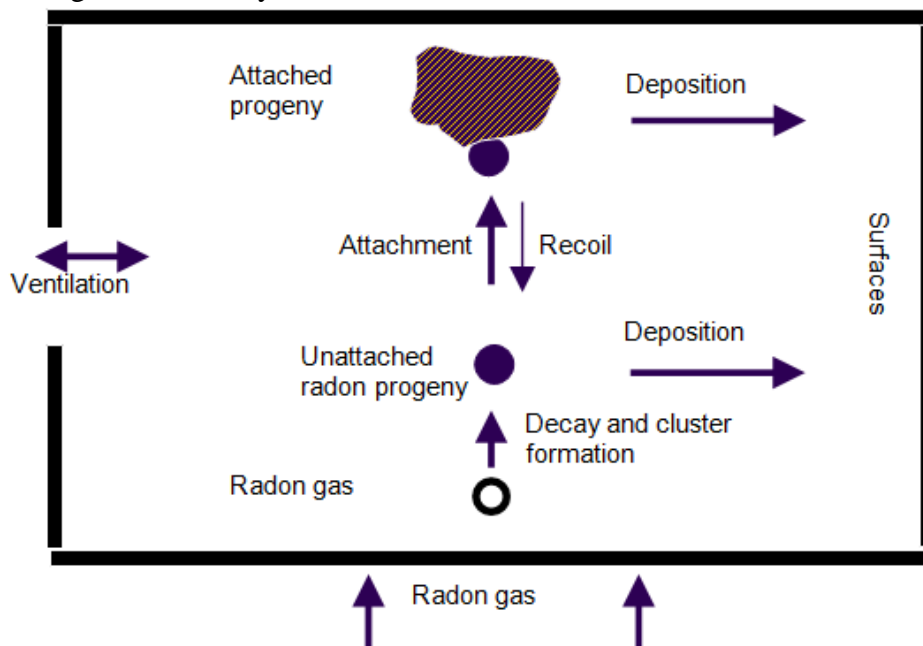 Attached
progeny
Deposition
Attachment
Recoil
Surfaces
Ventilation
Unattached
radon progeny
Deposition
Decay and cluster
formation
Radon gas
Radon gas